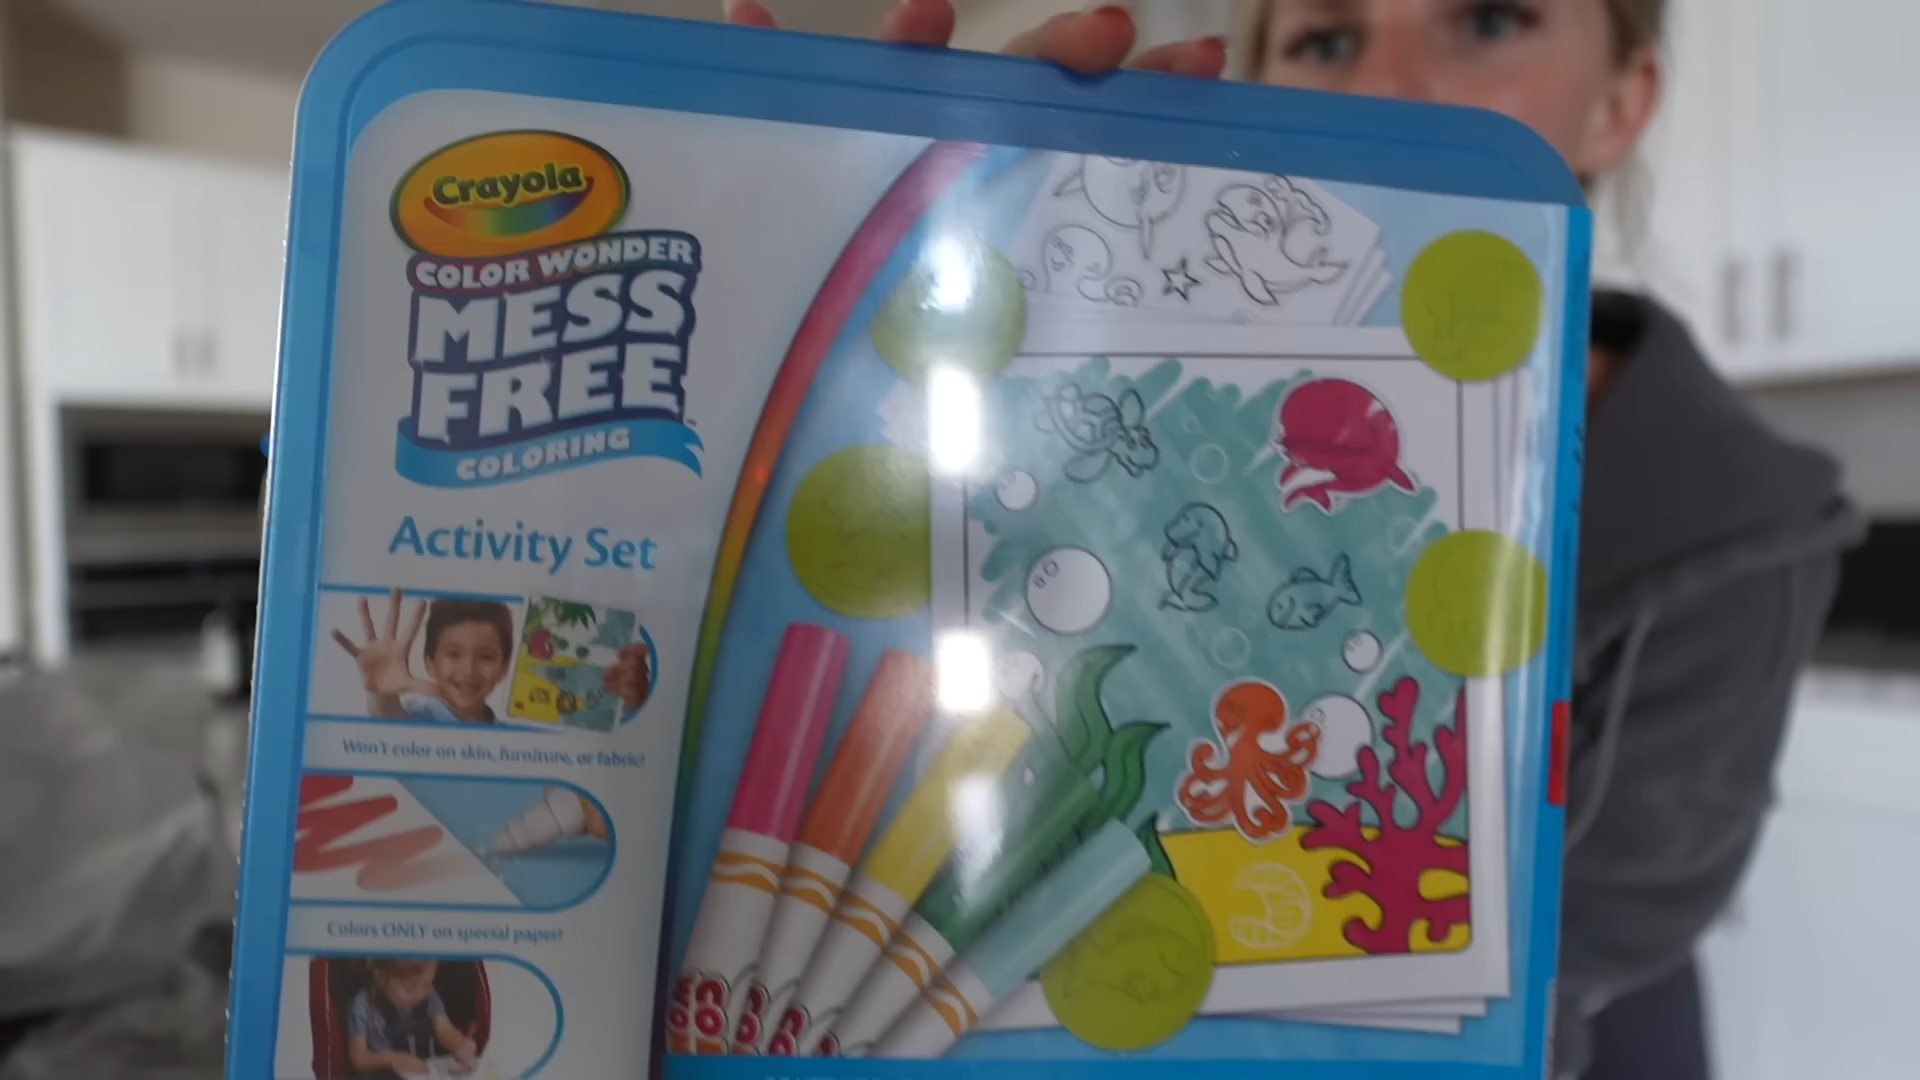 Crayola
COLOR WONDER
MESS
FREE™
COLORING
Activity Set
Won't color on skin, furniture, or fabric!
Colors ONLY on special paper!